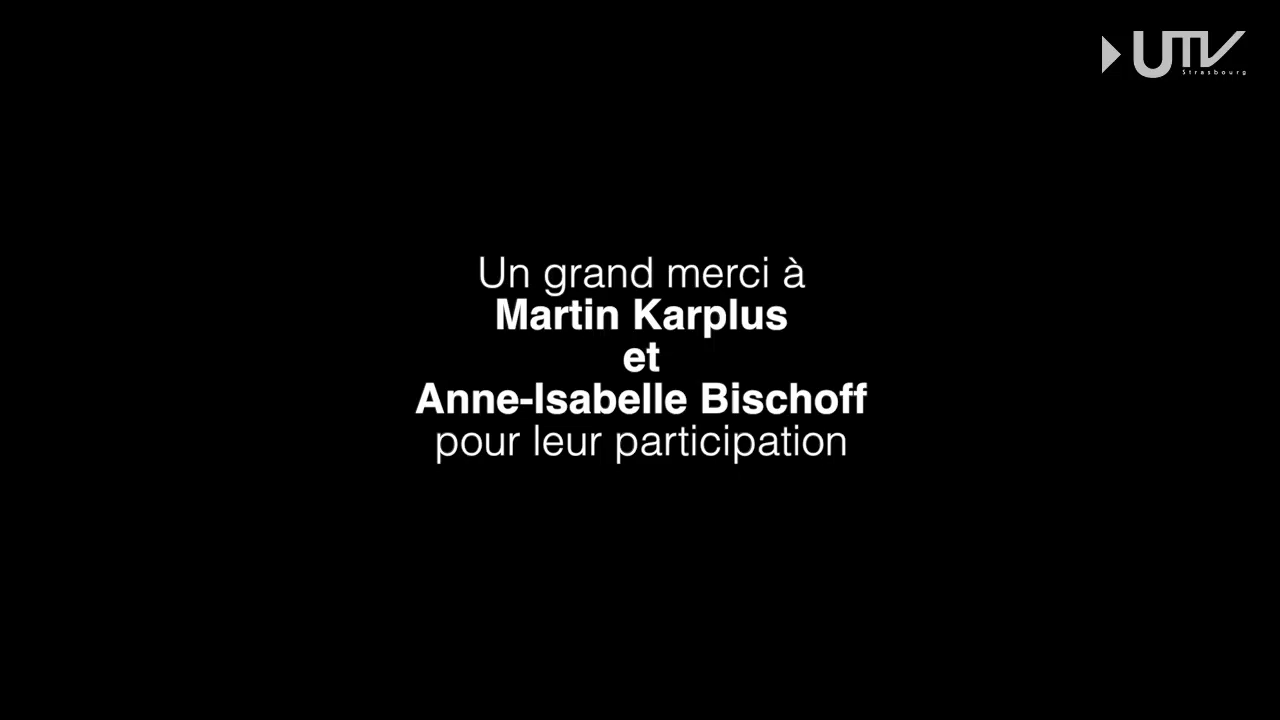 UTV
Strasbourg
Un grand merci à
Martin Karplus
et
Anne-Isabelle Bischoff
pour leur participation